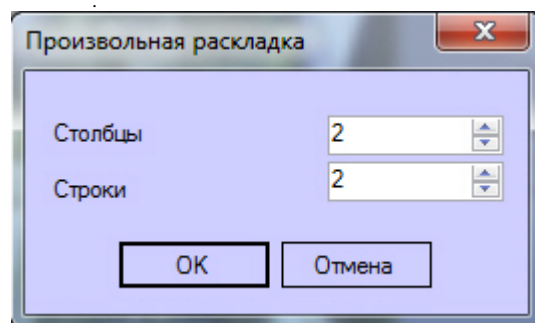 Произвольная раскладка
Столбцы 2
Строки 2
OK Отмена